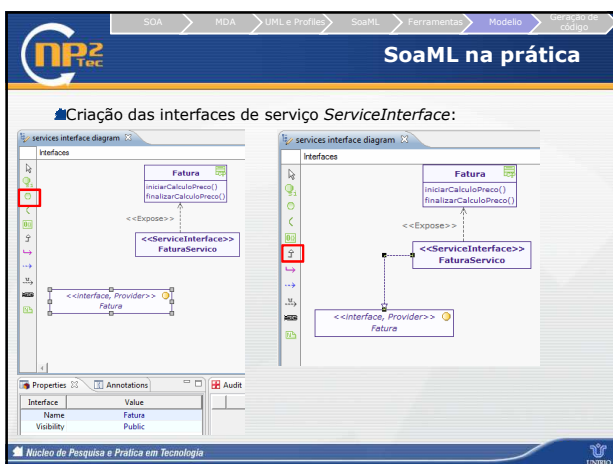 SOA MDA UML e Profiles SoaML Ferramentas Modelio Geração de código
NP2 Tec
SoaML na prática
Criação das interfaces de serviço ServiceInterface:
services interface diagram
Interfaces
Fatura
iniciarCalculoPreco()
finalizarCalculoPreco()
<<Expose>>
<<ServiceInterface>>
FaturaServico
<<interface, Provider>>
Fatura
Properties Annotations Audit
Interface Value
Name Fatura
Visibility Public
services interface diagram
Interfaces
Fatura
iniciarCalculoPreco()
finalizarCalculoPreco()
<<Expose>>
<<ServiceInterface>>
FaturaServico
<<interface, Provider>>
Fatura
Núcleo de Pesquisa e Prática em Tecnologia
UNIRIO